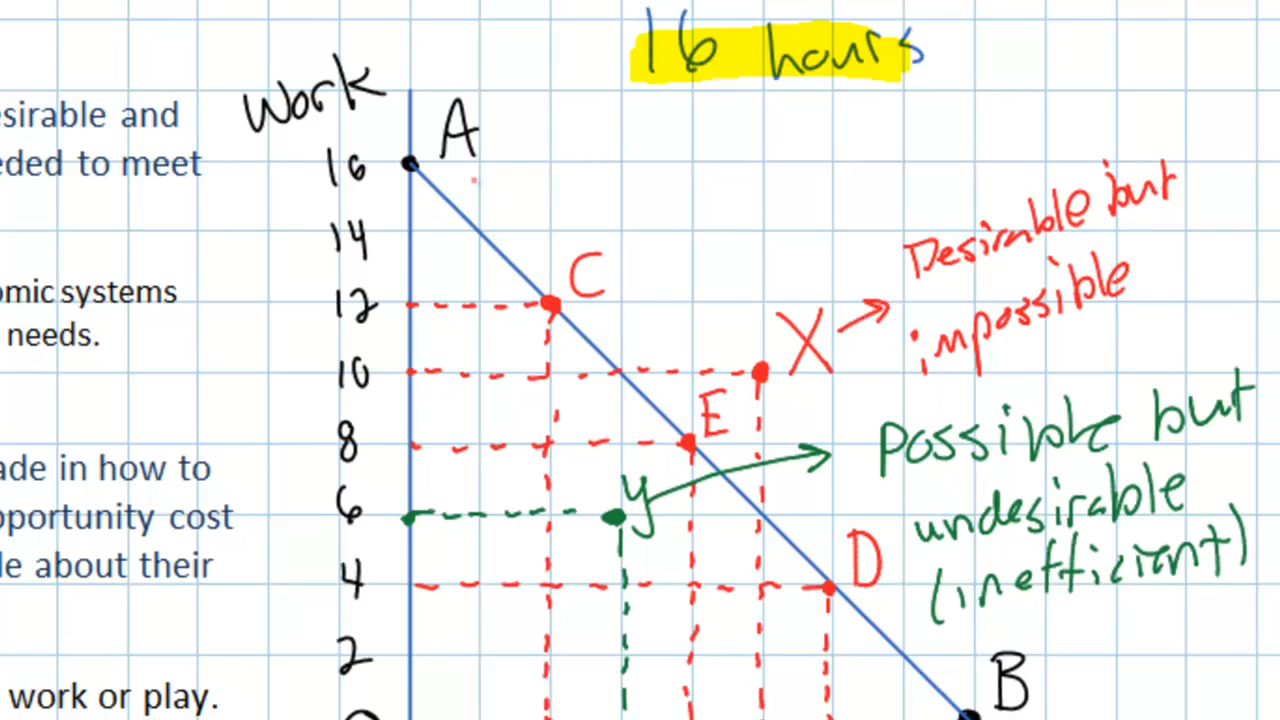 16 hours
Work
A
esirable and
eded to meet
16
14
C
Desirable but
impossible
omic systems
needs.
12
X
10
E
8
Possible but
undesirable
(inefficient)
ade in how to
pportunity cost
le about their
6
y
D
4
2
B
work or play.
0